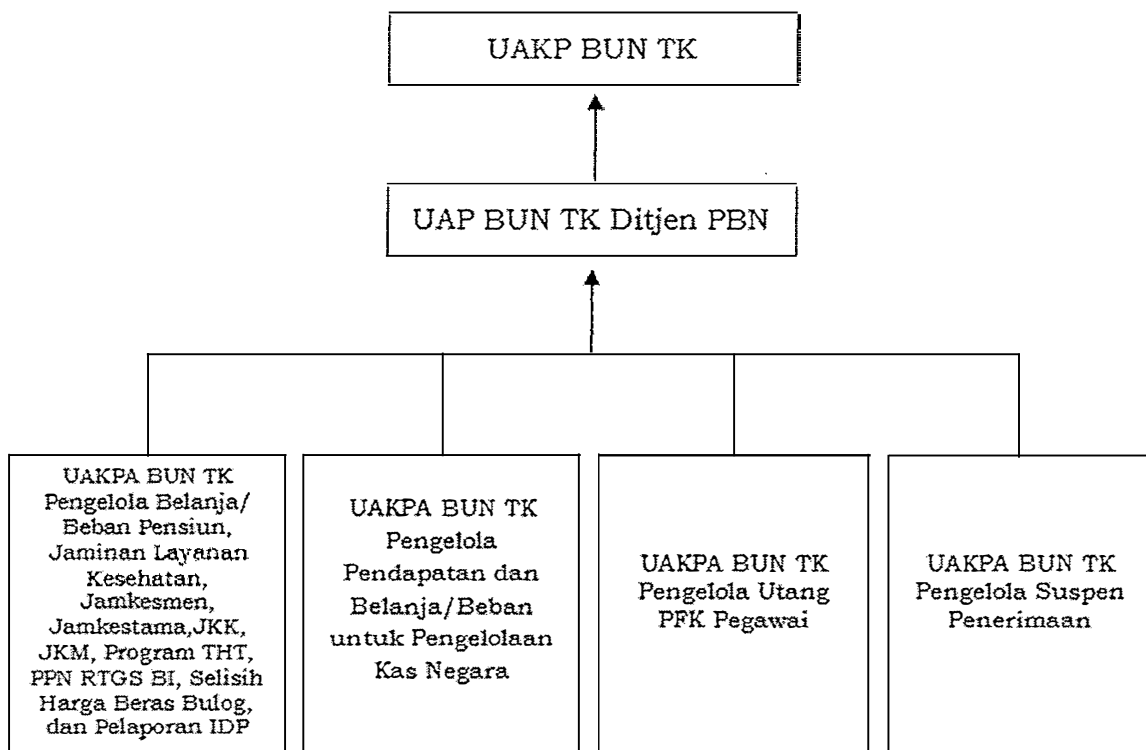 UAKP BUN TK
UAP BUN TK Ditjen PBN
UAKPA BUN TK
Pengelola Belanja/
Beban Pensiun,
Jaminan Layanan
Kesehatan,
Jamkesmen,
Jamkestama,JKK,
JKM, Program THT,
PPN RTGS BI, Selisih
Harga Beras Bulog,
dan Pelaporan IDP
UAKPA BUN TK
Pengelola
Pendapatan dan
Belanja/Beban
untuk Pengelolaan
Kas Negara
UAKPA BUN TK
Pengelola Utang
PFK Pegawai
UAKPA BUN TK
Pengelola Suspen
Penerimaan